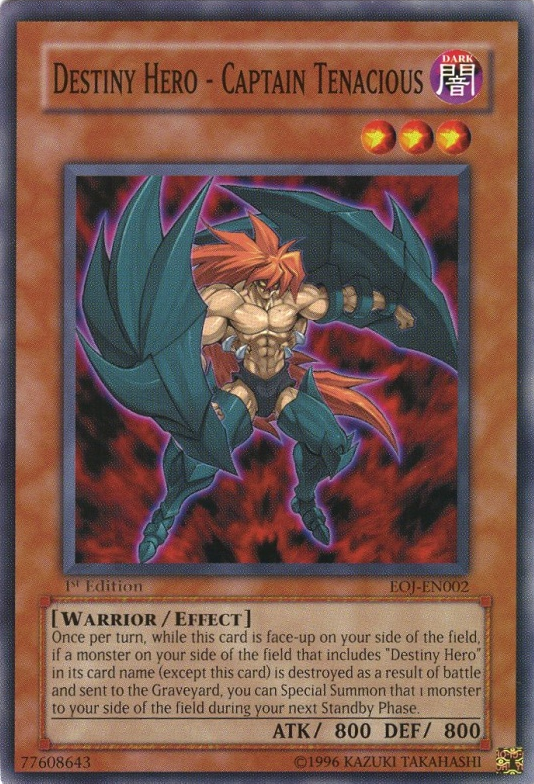 Destiny Hero - Captain Tenacious
DARK
闇
1st Edition
EOJ-EN002
[Warrior / Effect]
Once per turn, while this card is face-up on your side of the field,
if a monster on your side of the field that includes "Destiny Hero"
in its card name (except this card) is destroyed as a result of battle
and sent to the Graveyard, you can Special Summon that 1 monster
to your side of the field during your next Standby Phase.
ATK/ 800 DEF/ 800
77608643
©1996 KAZUKI TAKAHASHI